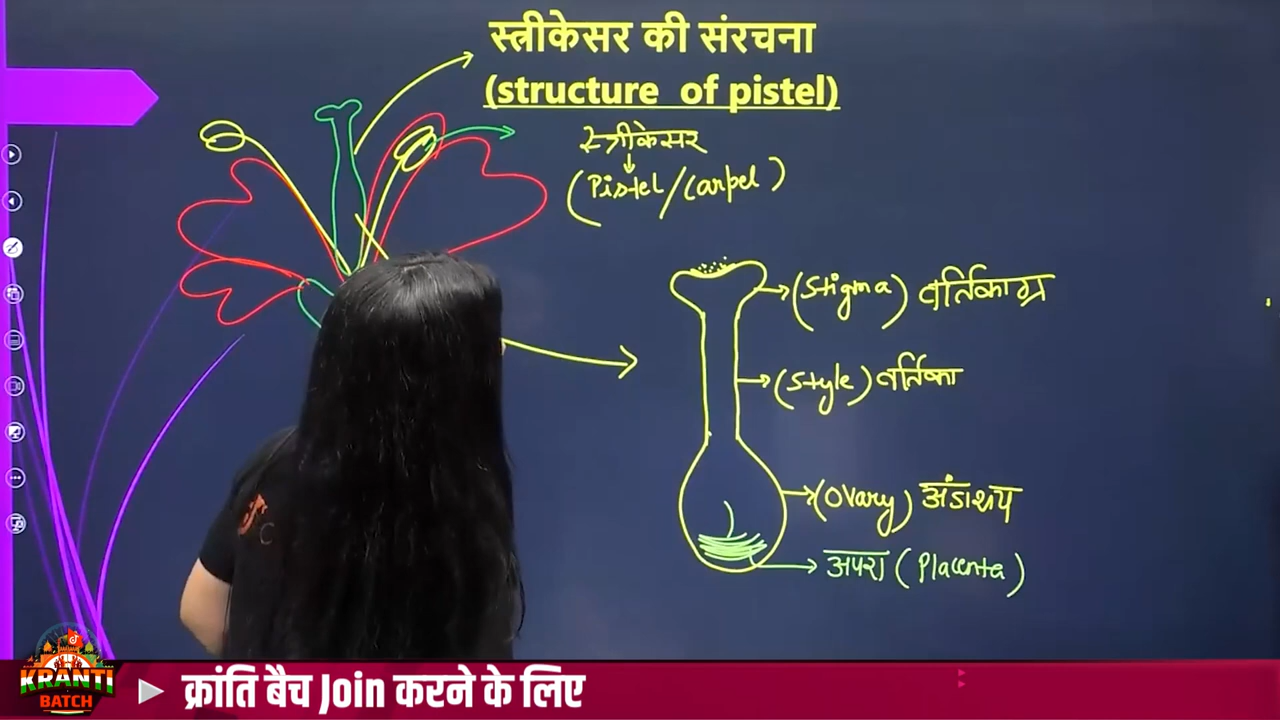 स्त्रीकेसर की संरचना
(structure of pistel)
स्त्रीकेसर
(Pistel/Carpel)
(Stigma) वर्तिकाग्र
(Style) वर्तिका
(Ovary) अंडाशय
अपरा (Placenta)
KRANTI
BATCH
क्रांति बैच Join करने के लिए